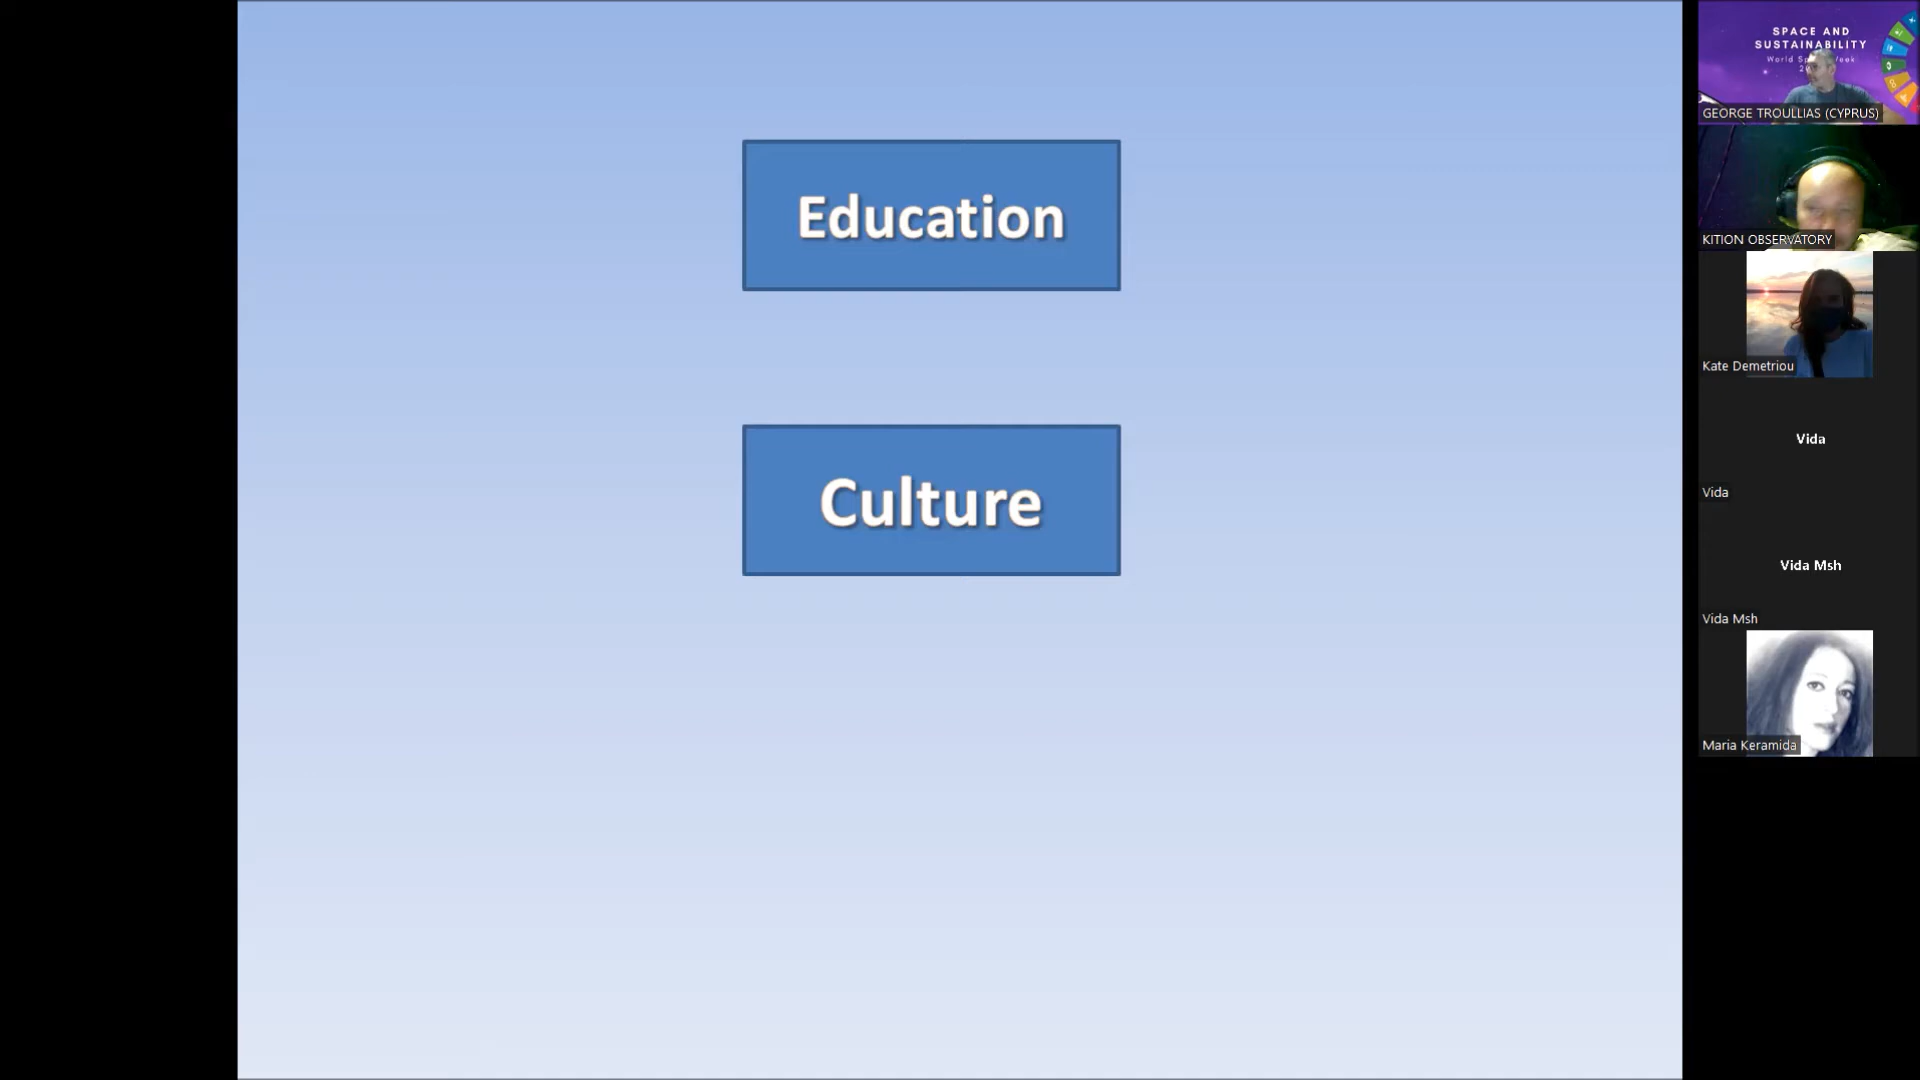 Education
Culture
SPACE AND
SUSTAINABILITY
GEORGE TROULLIAS (CYPRUS)
KITION OBSERVATORY
Kate Demetriou
Vida
Vida
Vida Msh
Vida Msh
Maria Keramida